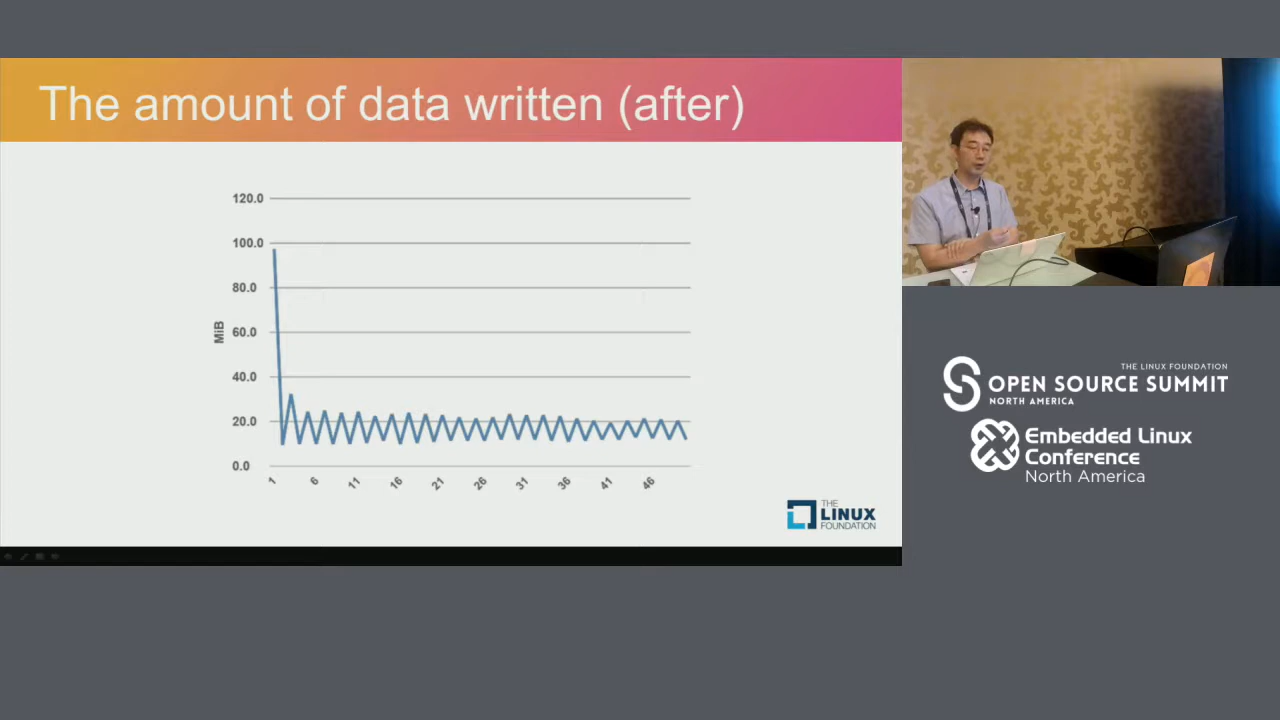 The amount of data written (after)
120.0
100.0
80.0
60.0
40.0
20.0
0.0
MiB
1
6
11
16
21
26
31
36
41
46
THE
LINUX
FOUNDATION
THE LINUX FOUNDATION
OPEN SOURCE SUMMIT
NORTH AMERICA
Embedded Linux
Conference
North America